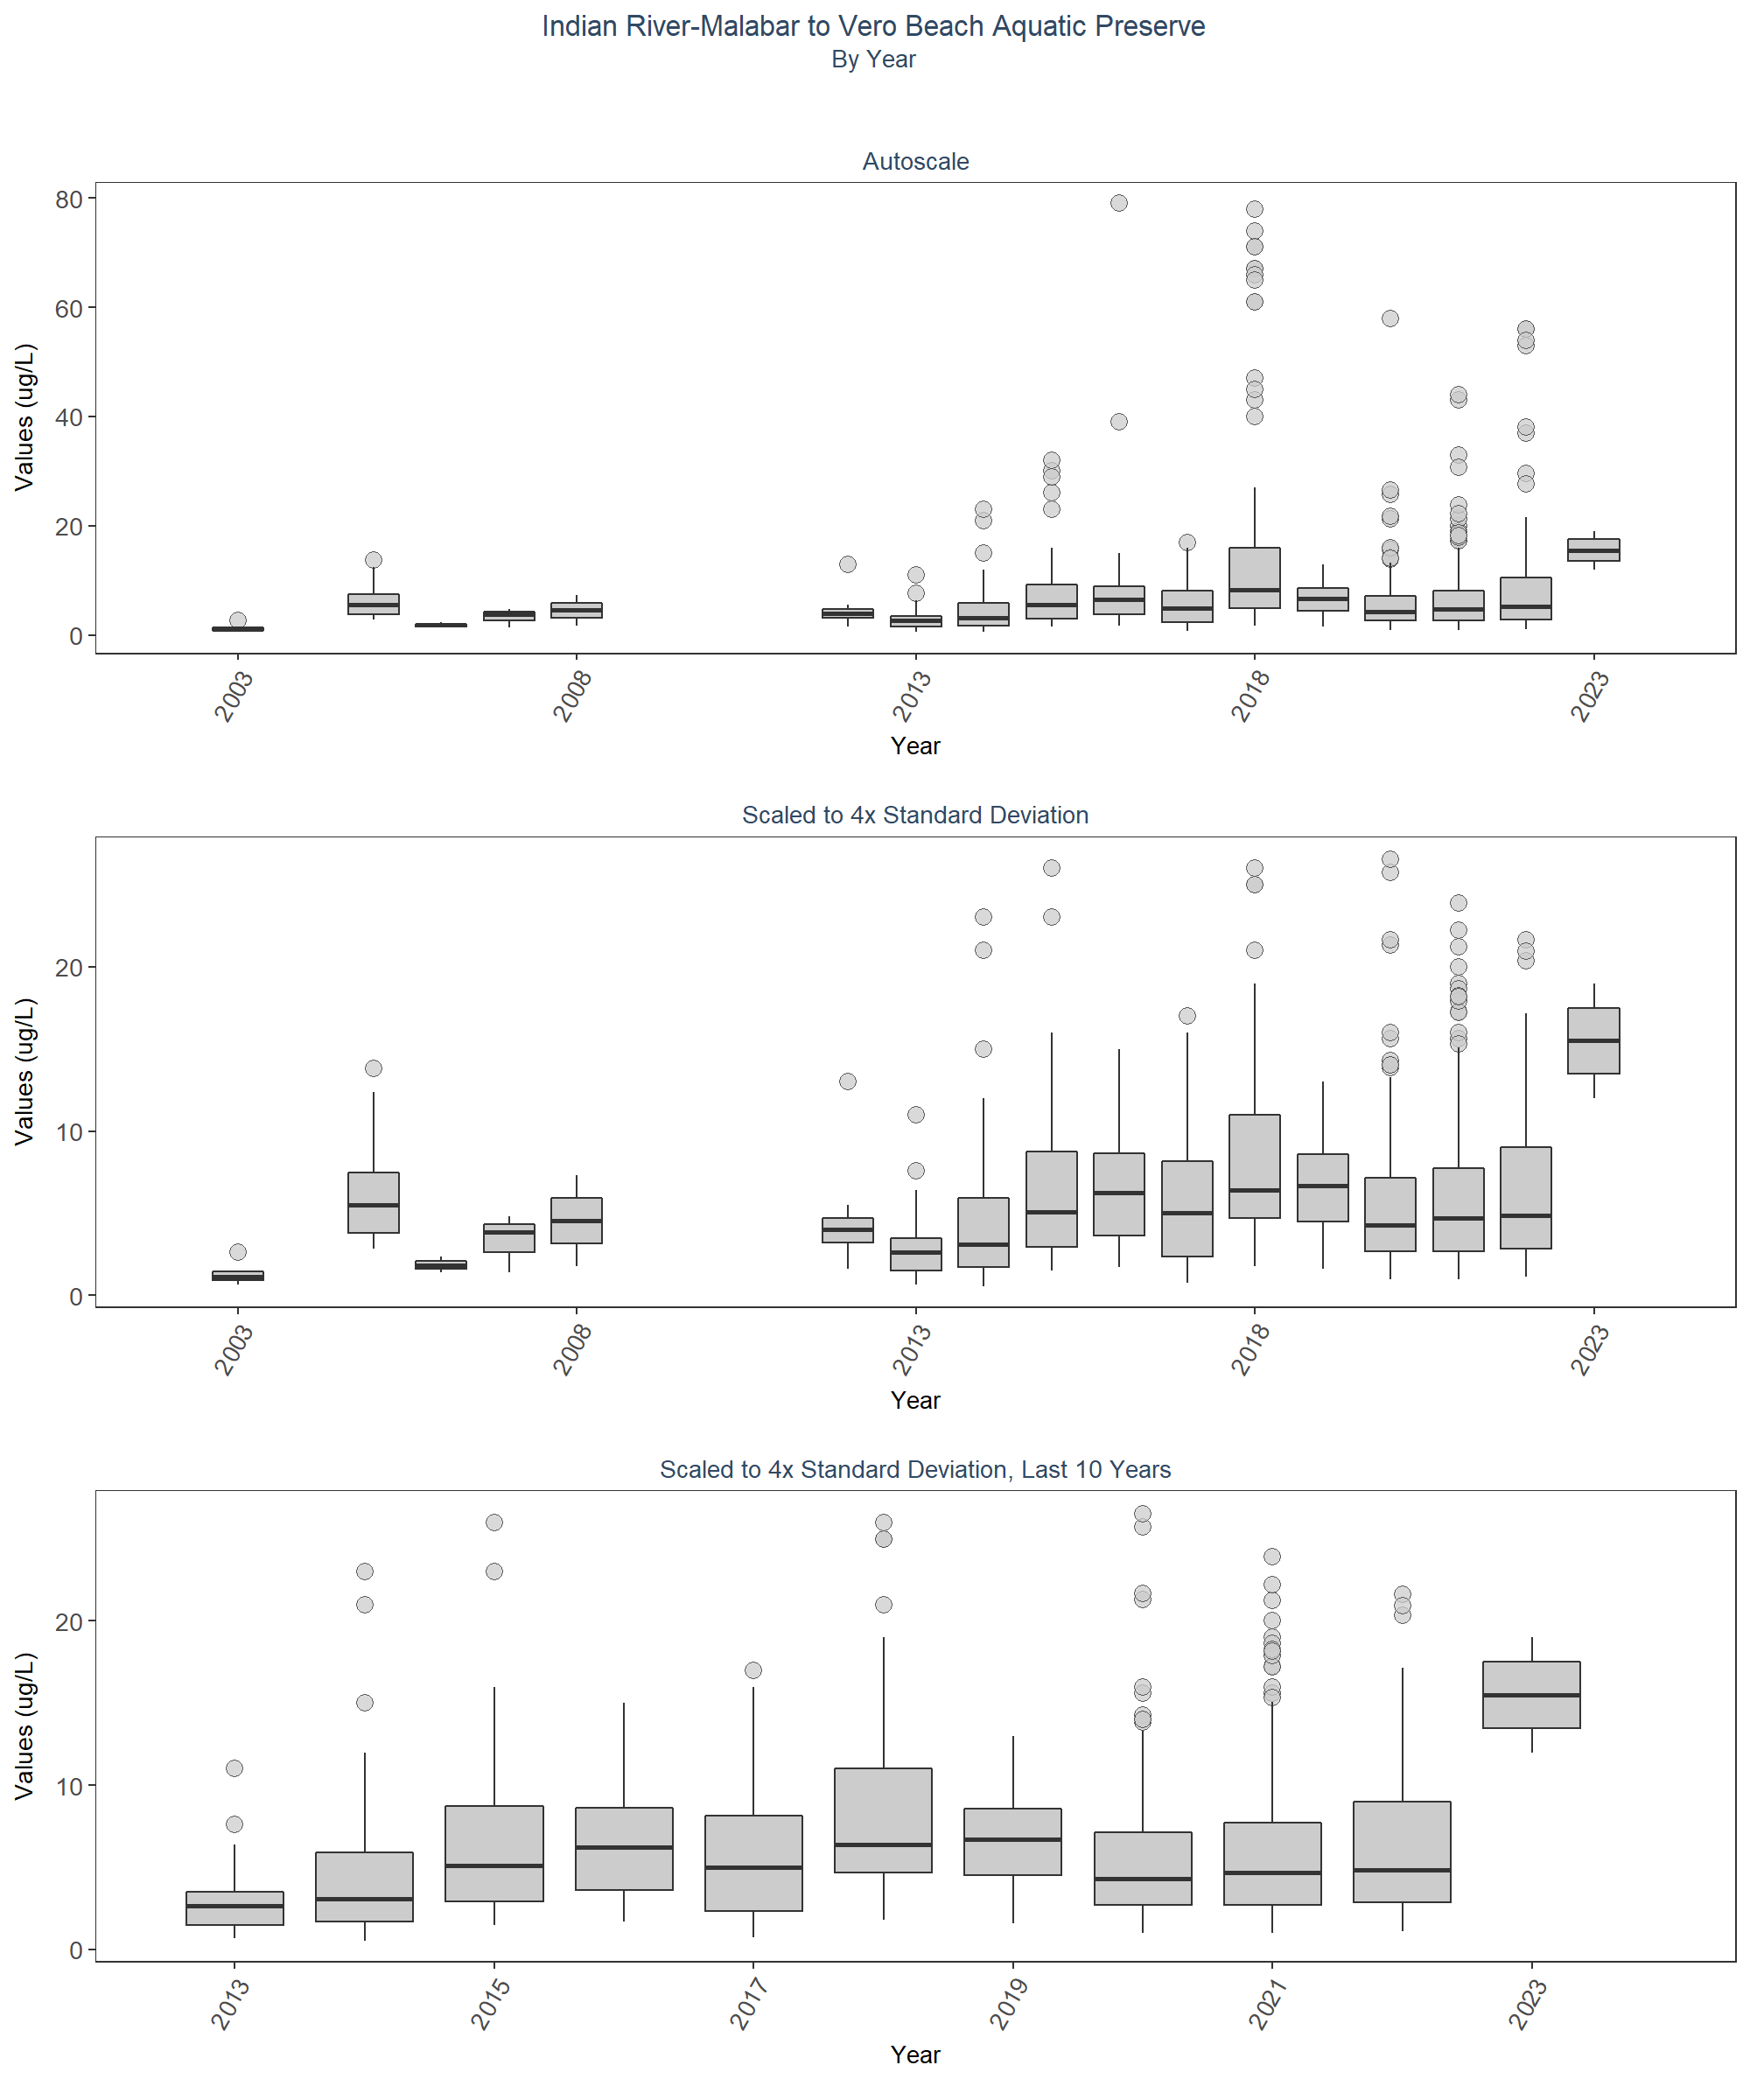 Indian River-Malabar to Vero Beach Aquatic Preserve
By Year
Autoscale
Values (ug/L)
80
60
40
20
0
2003
2008
2013
2018
2023
Year
Scaled to 4x Standard Deviation
Values (ug/L)
20
10
0
2003
2008
2013
2018
2023
Year
Scaled to 4x Standard Deviation, Last 10 Years
Values (ug/L)
20
10
0
2013
2015
2017
2019
2021
2023
Year